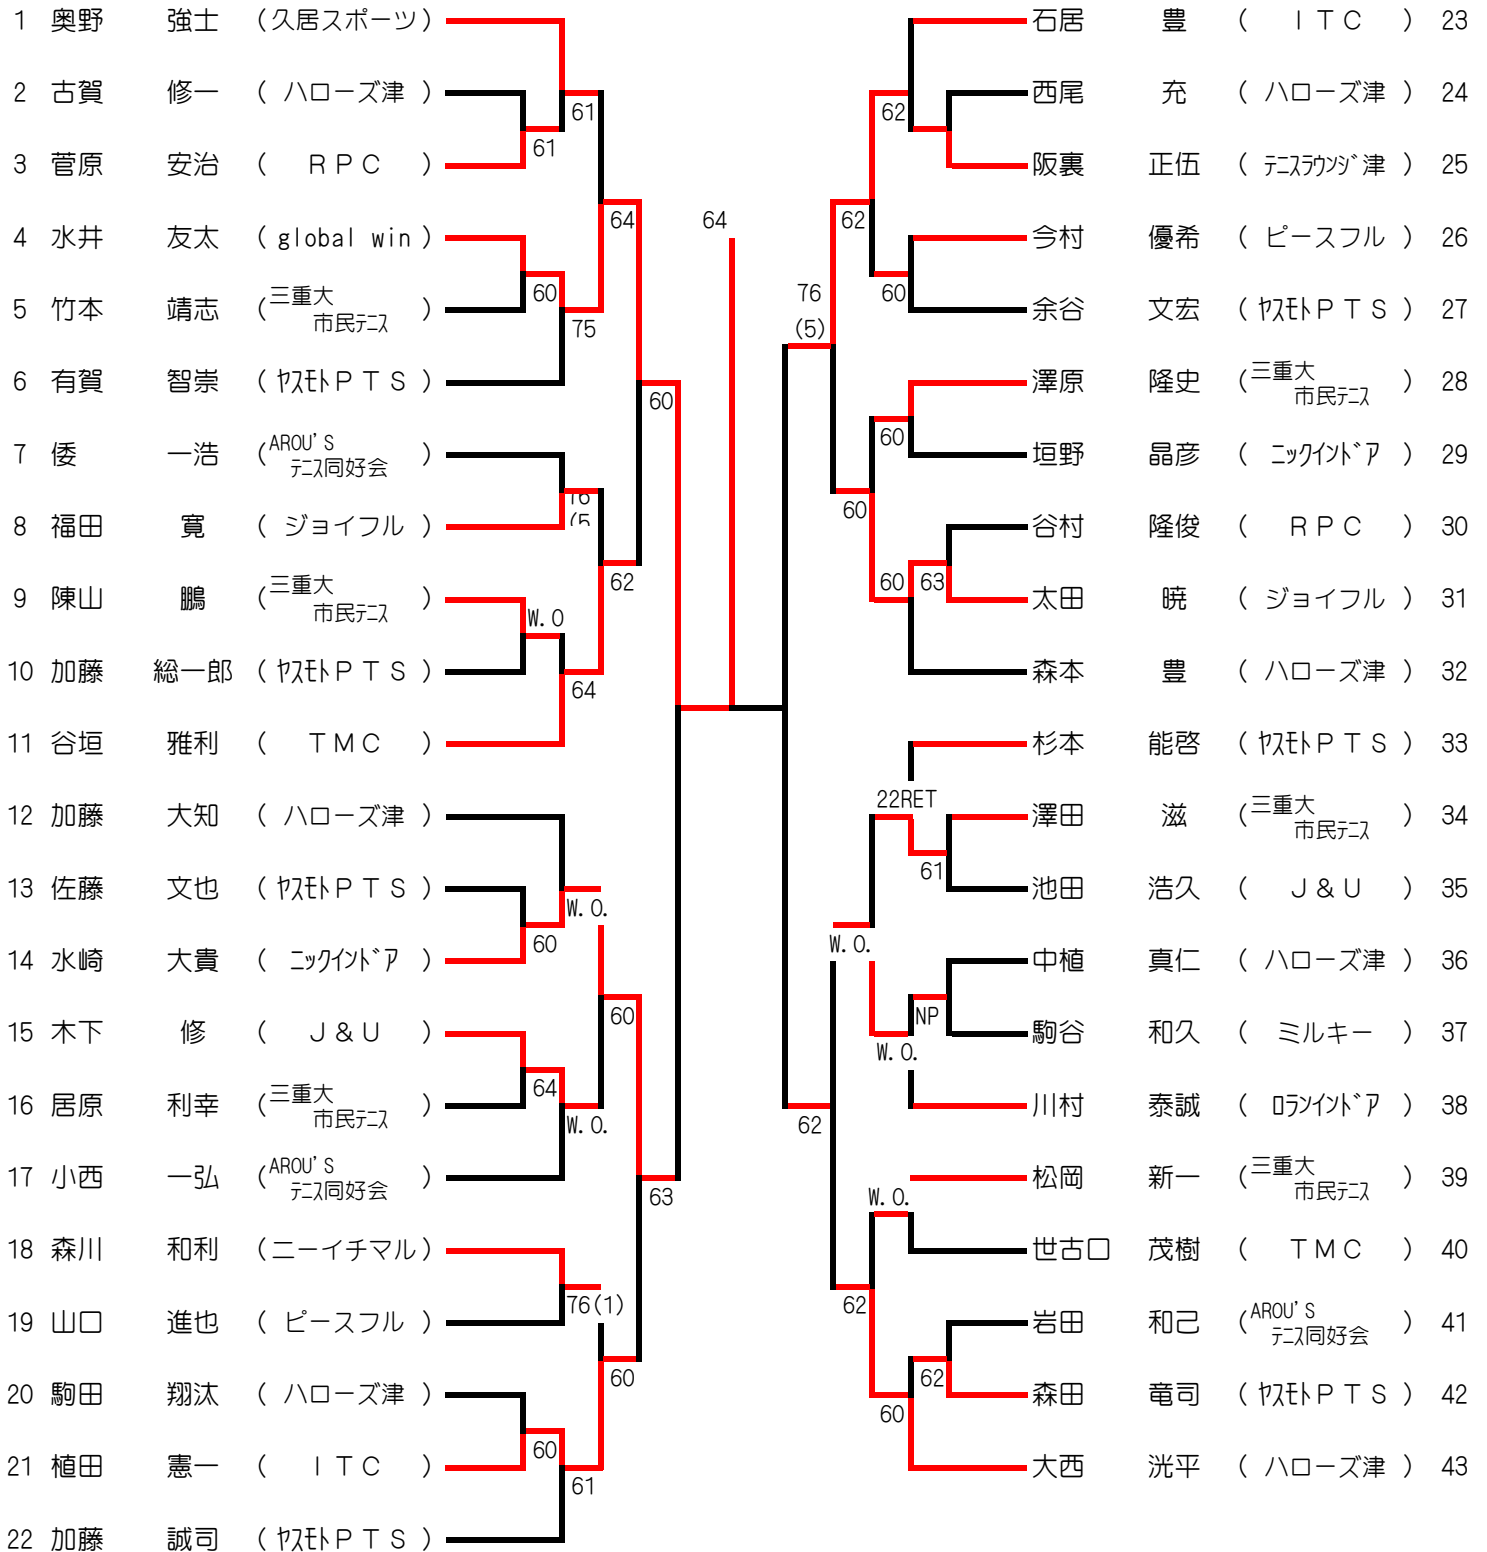 1 奥野 強士 (久居スポーツ)
2 古賀 修一 ( ハローズ津 )
3 菅原 安治 ( RPC )
4 水井 友太 ( global win )
5 竹本 靖志 (三重大 市民テニス )
6 有賀 智崇 ( ヤスモトPTS )
7 倭 一浩 (AROU'S テニス同好会 )
8 福田 寛 ( ジョイフル )
9 陳山 鵬 (三重大 市民テニス )
10 加藤 総一郎 ( ヤスモトPTS )
11 谷垣 雅利 ( TMC )
12 加藤 大知 ( ハローズ津 )
13 佐藤 文也 ( ヤスモトPTS )
14 水崎 大貴 ( ニックインドア )
15 木下 修 ( J&U )
16 居原 利幸 (三重大 市民テニス )
17 小西 一弘 (AROU'S テニス同好会 )
18 森川 和利 (ニーイチマル)
19 山口 進也 ( ピースフル )
20 駒田 翔汰 ( ハローズ津 )
21 植田 憲一 ( ITC )
22 加藤 誠司 ( ヤスモトPTS )
61
61
60
75
64
W.O
64
62
60
60
W.O.
64
W.O.
60
76(1)
60
61
60
63
64
石居 豊 ( ITC ) 23
西尾 充 ( ハローズ津 ) 24
阪裏 正伍 ( テニスラウンジ津 ) 25
今村 優希 ( ピースフル ) 26
余谷 文宏 ( ヤスモトPTS ) 27
澤原 隆史 (三重大 市民テニス ) 28
垣野 晶彦 ( ニックインドア ) 29
谷村 隆俊 ( RPC ) 30
太田 暁 ( ジョイフル ) 31
森本 豊 ( ハローズ津 ) 32
杉本 能啓 ( ヤスモトPTS ) 33
澤田 滋 (三重大 市民テニス ) 34
池田 浩久 ( J&U ) 35
中植 真仁 ( ハローズ津 ) 36
駒谷 和久 ( ミルキー ) 37
川村 泰誠 ( ロランインドア ) 38
松岡 新一 (三重大 市民テニス ) 39
世古口 茂樹 ( TMC ) 40
岩田 和己 (AROU'S テニス同好会 ) 41
森田 竜司 ( ヤスモトPTS ) 42
大西 洸平 ( ハローズ津 ) 43
62
62
60
76
(5)
60
60
60
63
22RET
61
W.O.
NP
W.O.
62
W.O.
62
62
60